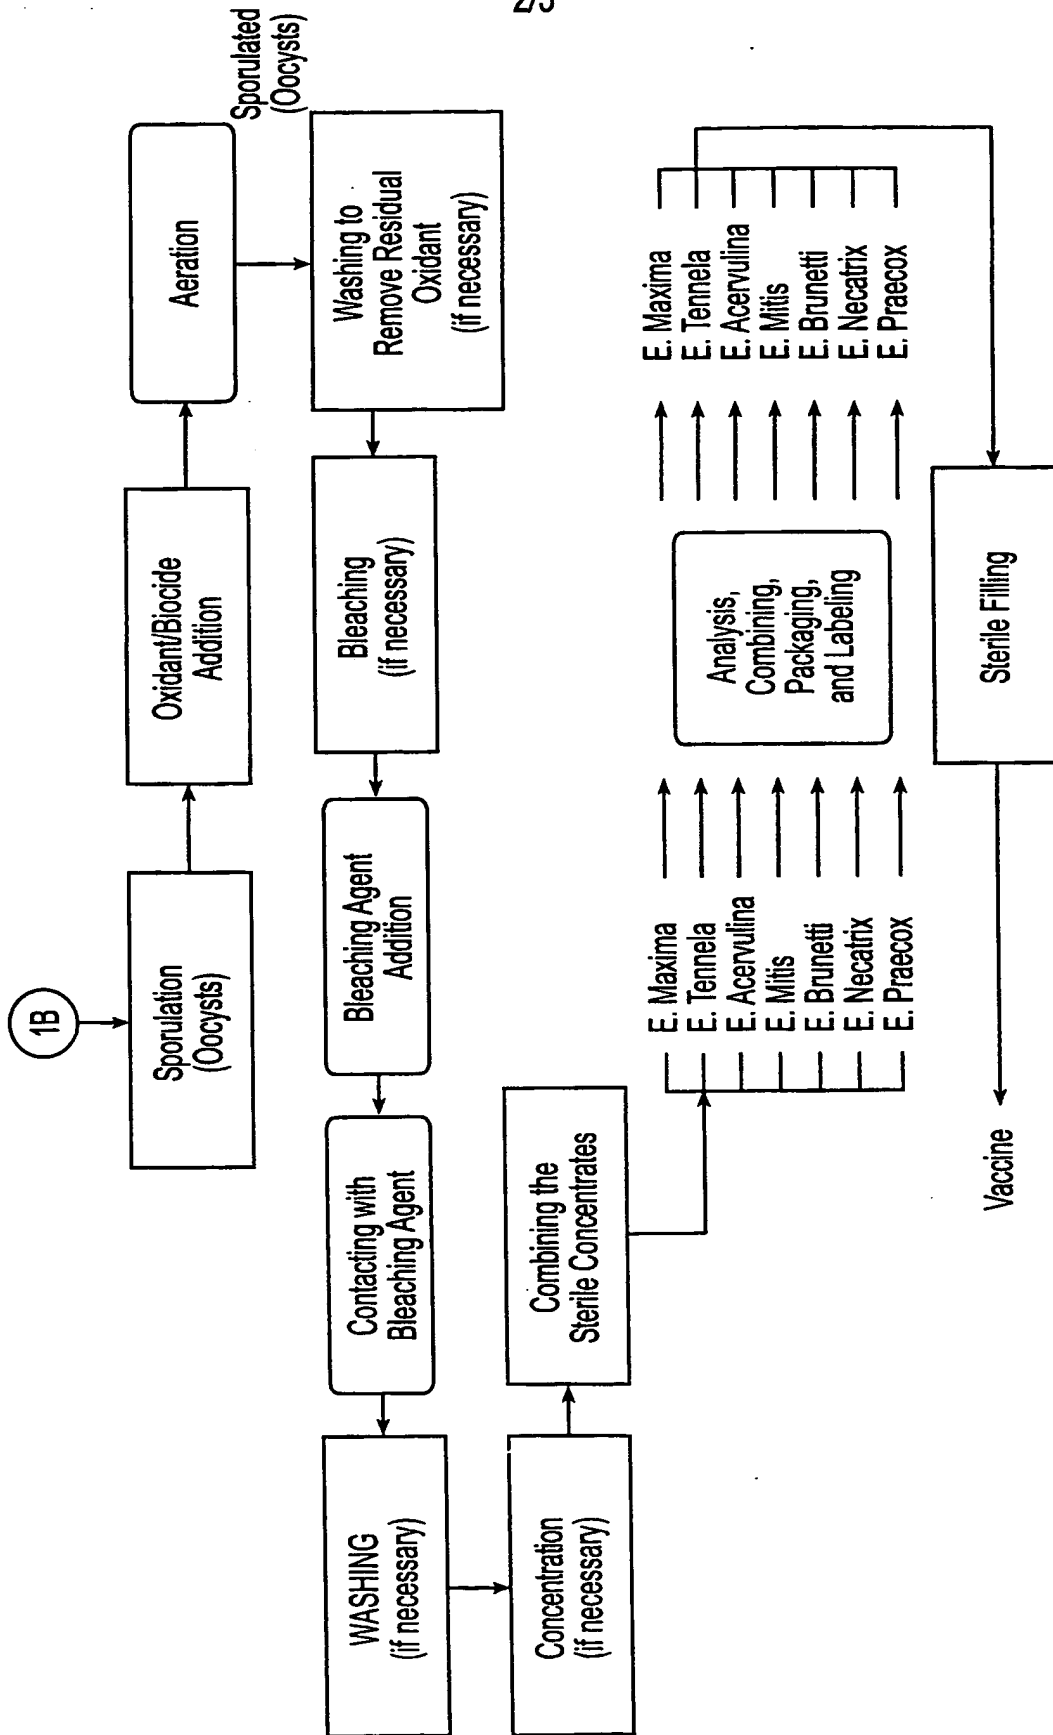 2/3
1B
Sporulation
(Oocysts)
Oxidant/Biocide
Addition
Aeration
Sporulated
(Oocysts)
Washing to
Remove Residual
Oxidant
(if necessary)
Bleaching
(if necessary)
Bleaching Agent
Addition
Contacting with
Bleaching Agent
WASHING
(if necessary)
Concentration
(if necessary)
Combining the
Sterile Concentrates
E. Maxima
E. Tennela
E. Acervulina
E. Mitis
E. Brunetti
E. Necatrix
E. Praecox
Analysis,
Combining,
Packaging,
and Labeling
E. Maxima
E. Tennela
E. Acervulina
E. Mitis
E. Brunetti
E. Necatrix
E. Praecox
Sterile Filling
Vaccine